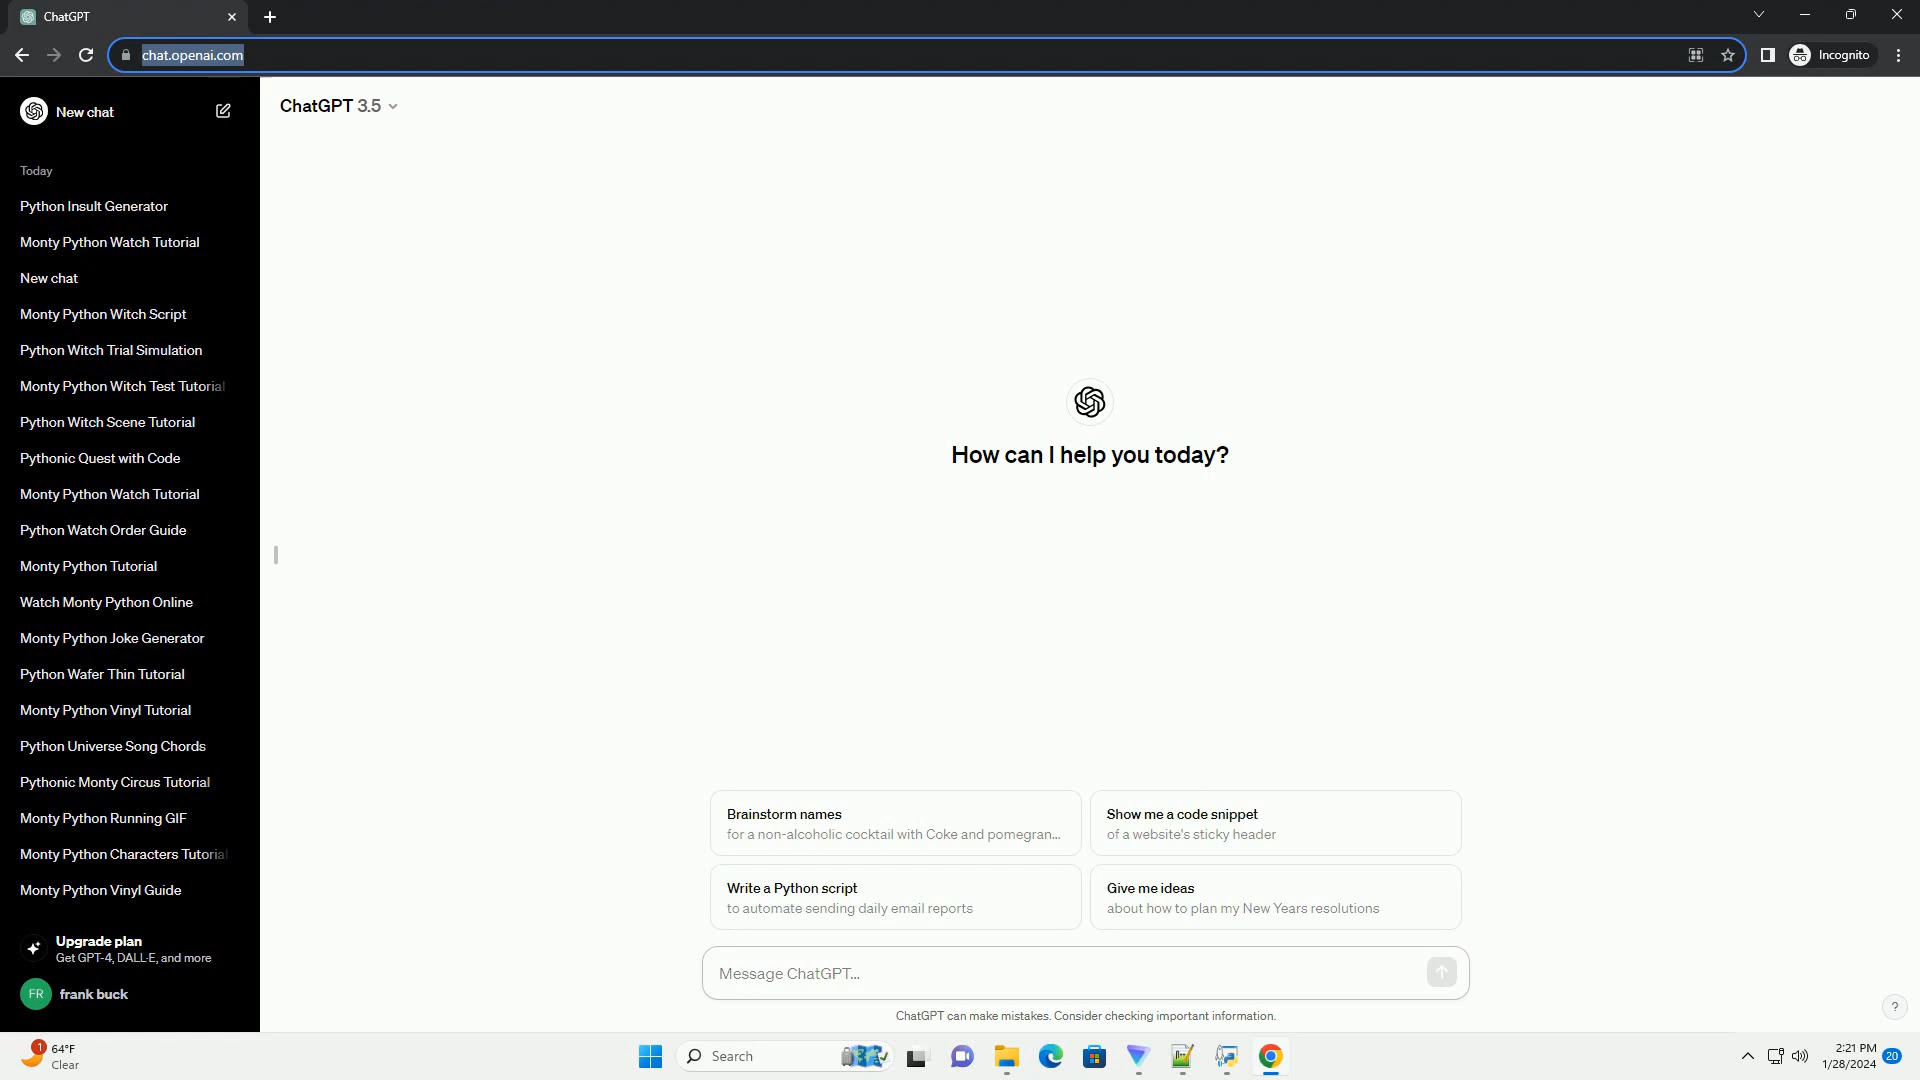 ChatGPT
chat.openai.com
Incognito
New chat
ChatGPT 3.5
Today
Python Insult Generator
Monty Python Watch Tutorial
New chat
Monty Python Witch Script
Python Witch Trial Simulation
Monty Python Witch Test Tutorial
Python Witch Scene Tutorial
Pythonic Quest with Code
Monty Python Watch Tutorial
Python Watch Order Guide
Monty Python Tutorial
Watch Monty Python Online
Monty Python Joke Generator
Python Wafer Thin Tutorial
Monty Python Vinyl Tutorial
Python Universe Song Chords
Pythonic Monty Circus Tutorial
Monty Python Running GIF
Monty Python Characters Tutorial
Monty Python Vinyl Guide
Upgrade plan
Get GPT-4, DALL·E, and more
FR
frank buck
How can I help you today?
Brainstorm names
for a non-alcoholic cocktail with Coke and pomegran...
Show me a code snippet
of a website's sticky header
Write a Python script
to automate sending daily email reports
Give me ideas
about how to plan my New Years resolutions
Message ChatGPT...
ChatGPT can make mistakes. Consider checking important information.
?
1
64°F
Clear
Search
2:21 PM
1/28/2024
20